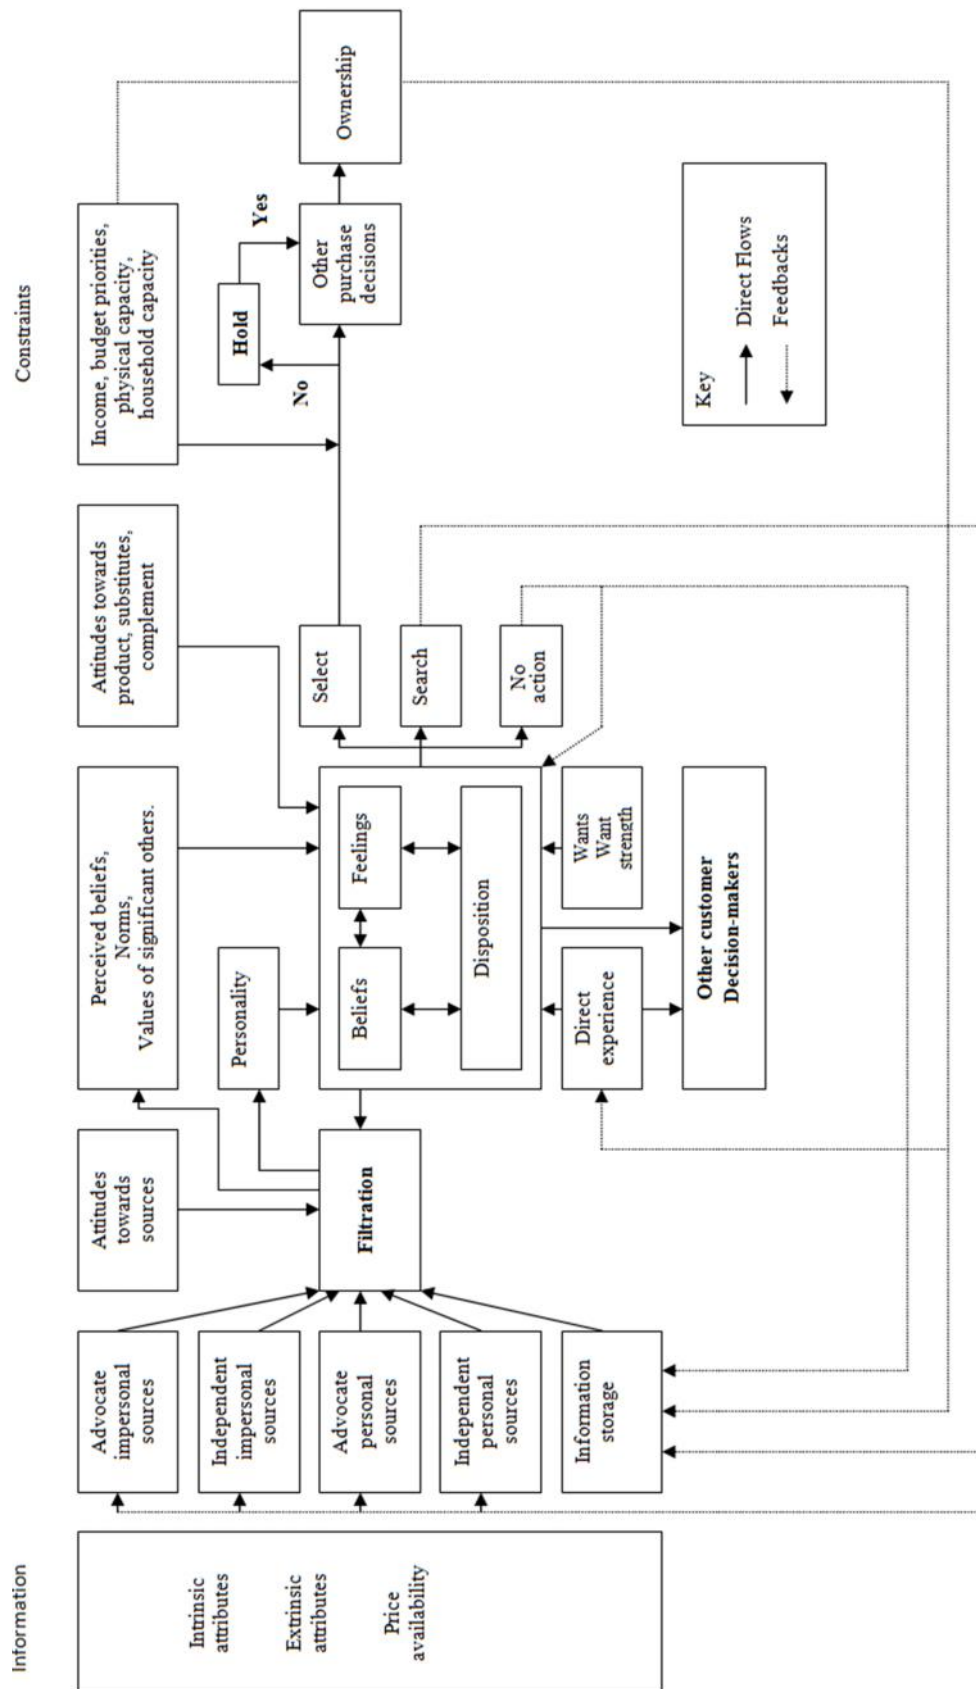 Information
Constraints
Intrinsic
attributes
Extrinsic
attributes
Price
availability
Advocate
impersonal
sources
Independent
impersonal
sources
Advocate
personal
sources
Independent
personal
sources
Information
storage
Attitudes
towards
sources
Filtration
Perceived beliefs,
Norms,
Values of significant others.
Personality
Beliefs
Feelings
Disposition
Direct
experience
Wants
Want
strength
Other customer
Decision-makers
Attitudes towards
product, substitutes,
complement
Select
Search
No
action
Income, budget priorities,
physical capacity,
household capacity
No
Hold
Yes
Other
purchase
decisions
Ownership
Key
Direct Flows
Feedbacks